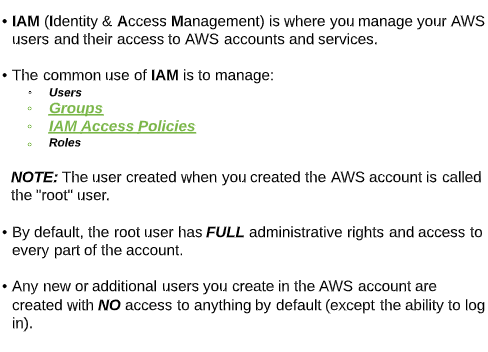 • IAM (Identity & Access Management) is where you manage your AWS
users and their access to AWS accounts and services.
• The common use of IAM is to manage:
◦ Users
◦ Groups
◦ IAM Access Policies
◦ Roles
NOTE: The user created when you created the AWS account is called
the "root" user.
• By default, the root user has FULL administrative rights and access to
every part of the account.
• Any new or additional users you create in the AWS account are
created with NO access to anything by default (except the ability to log
in).